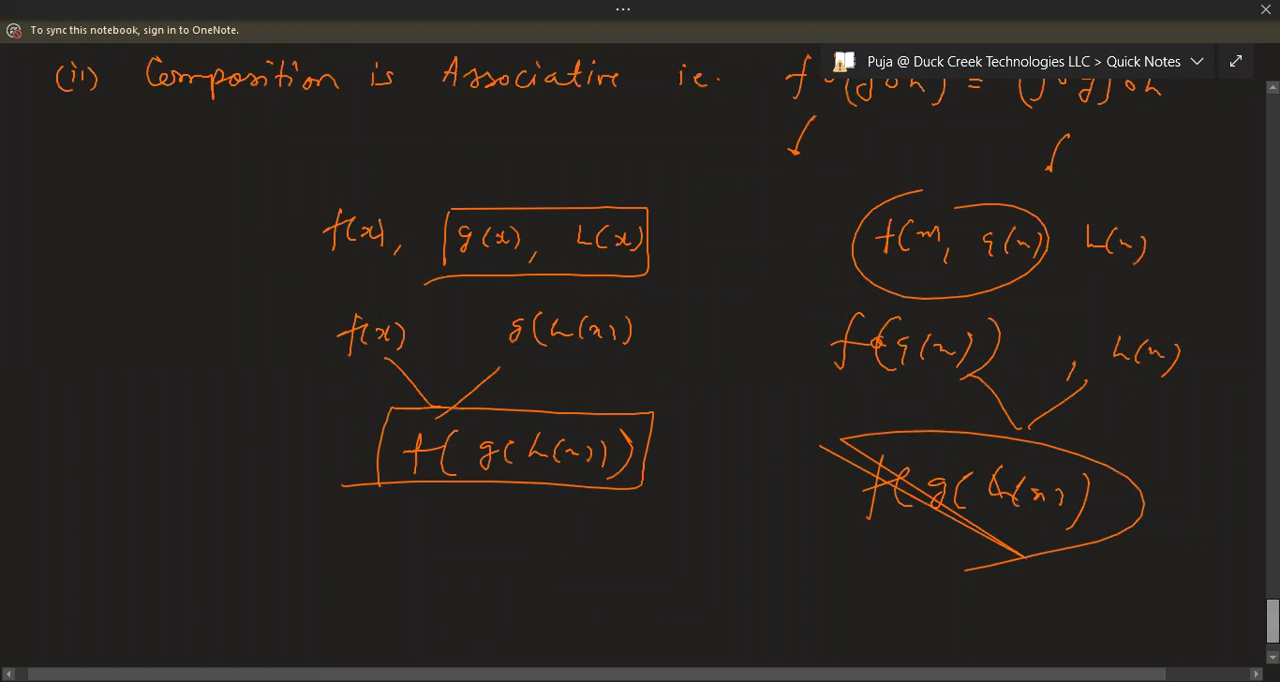 To sync this notebook, sign in to OneNote.
Puja @ Duck Creek Technologies LLC > Quick Notes
(ii) Composition is Associative ie. f o (g o h) = (f o g) o h
f(x), g(x), h(x)
f(x), g(x) h(x)
f(x) g(h(x))
f(g(x)), h(x)
f( g( h(x)))
f( g( h(x))